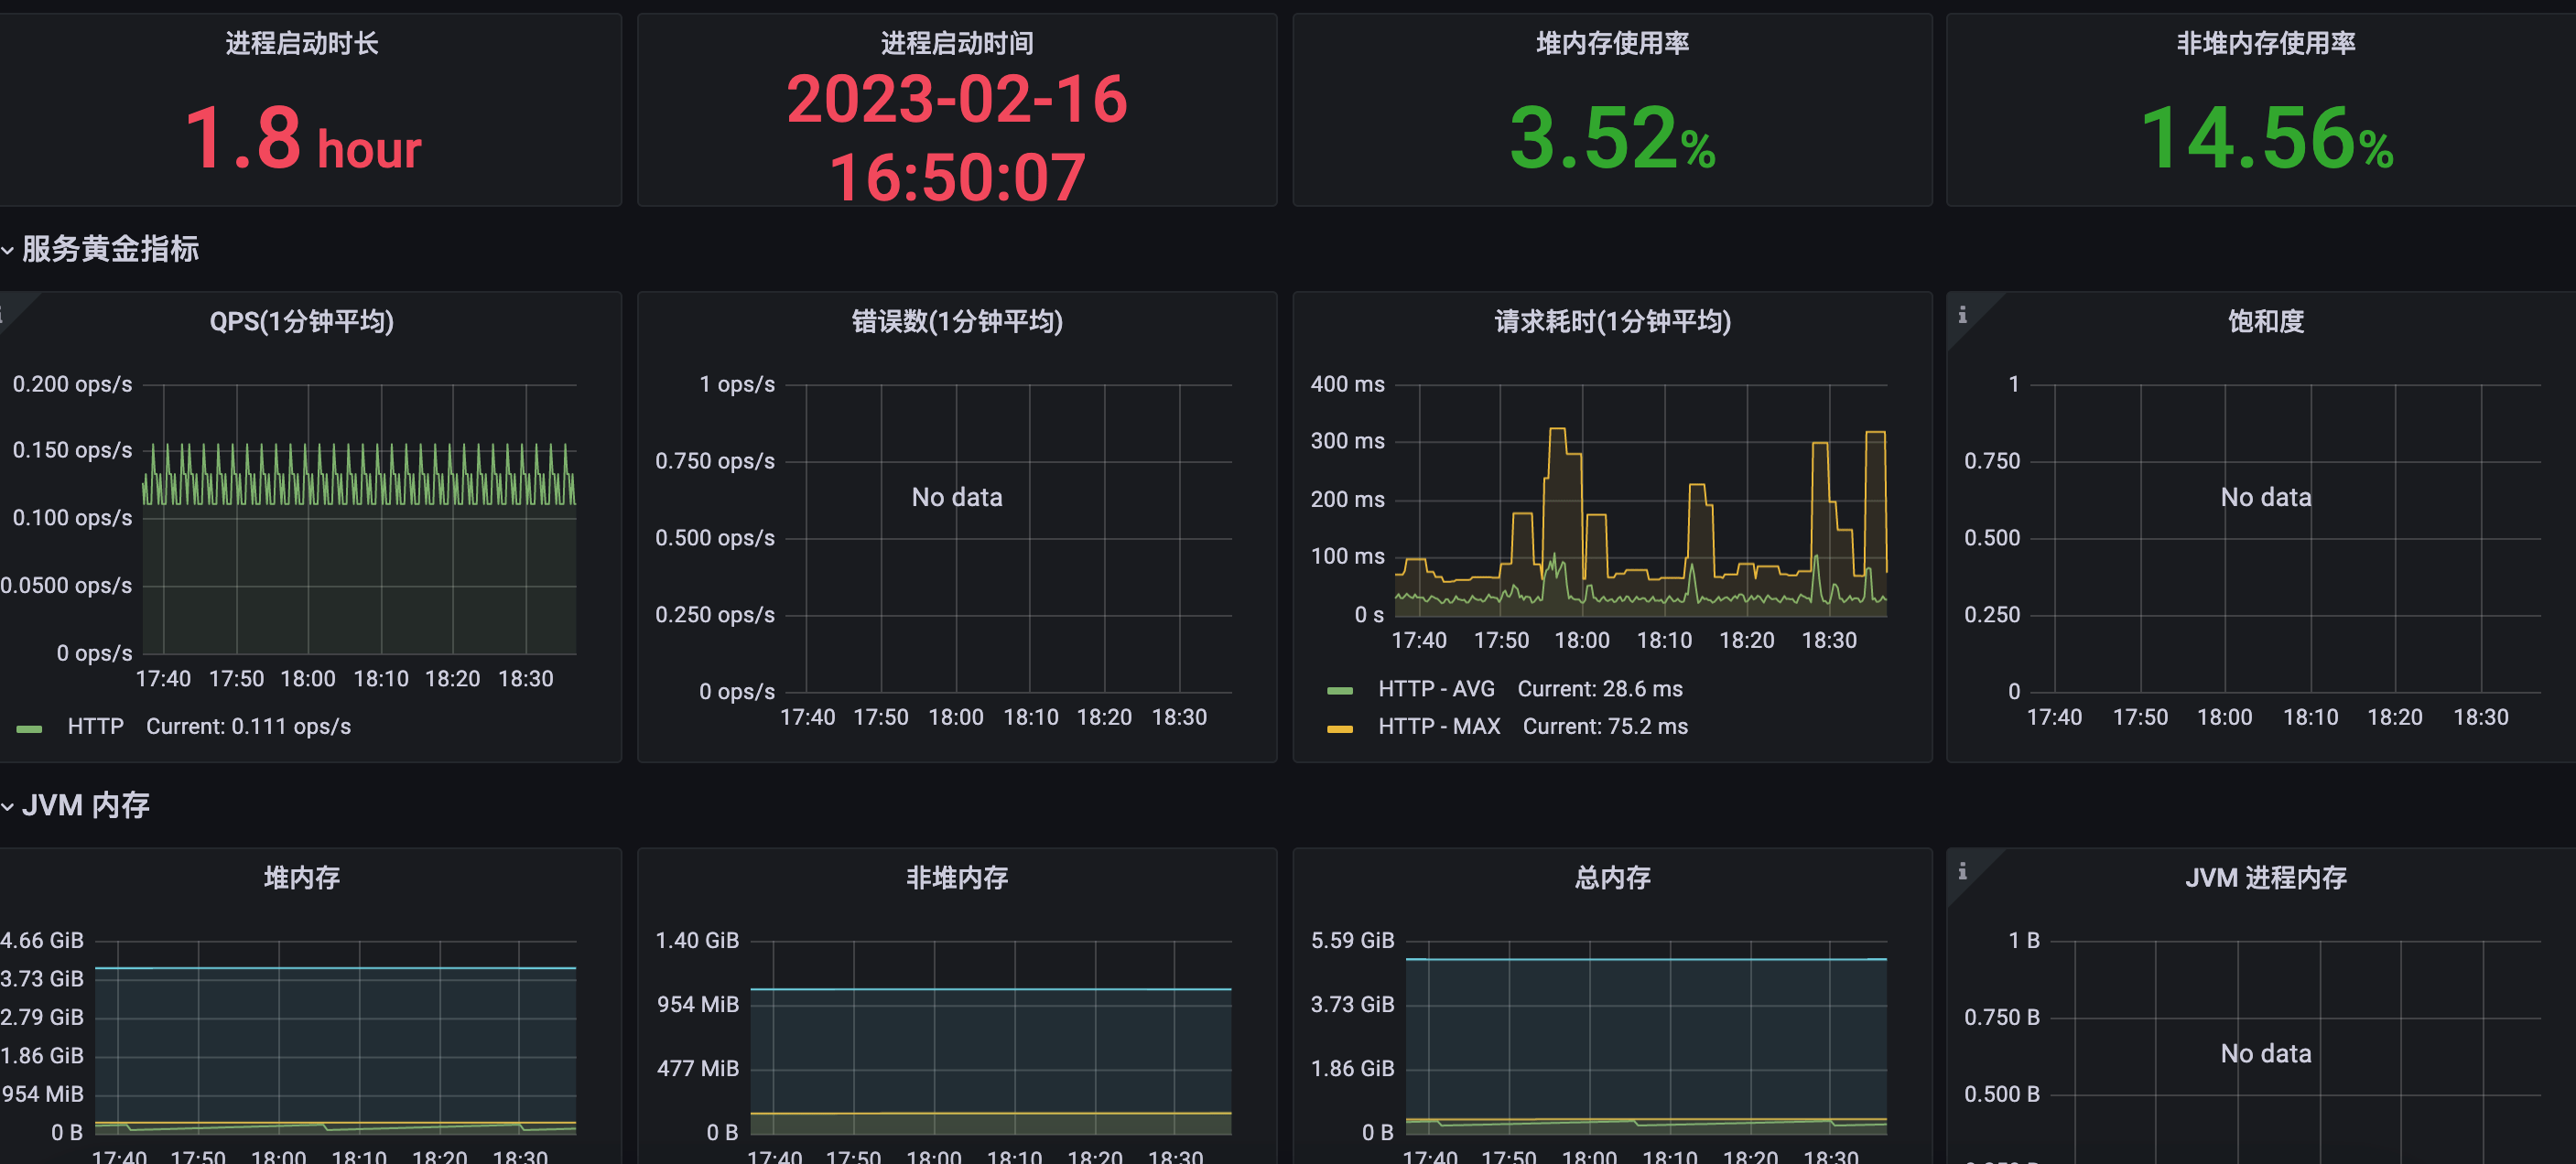 进程启动时长
1.8 hour
进程启动时间
2023-02-16
16:50:07
堆内存使用率
3.52%
非堆内存使用率
14.56%
服务黄金指标
QPS(1分钟平均)
0.200 ops/s
0.150 ops/s
0.100 ops/s
0.0500 ops/s
0 ops/s
17:40 17:50 18:00 18:10 18:20 18:30
HTTP Current: 0.111 ops/s
错误数(1分钟平均)
1 ops/s
0.750 ops/s
No data
0.500 ops/s
0.250 ops/s
0 ops/s
17:40 17:50 18:00 18:10 18:20 18:30
请求耗时(1分钟平均)
400 ms
300 ms
200 ms
100 ms
0 s
17:40 17:50 18:00 18:10 18:20 18:30
HTTP - AVG Current: 28.6 ms
HTTP - MAX Current: 75.2 ms
i
饱和度
1
0.750
No data
0.500
0.250
0
17:40 17:50 18:00 18:10 18:20 18:30
JVM 内存
堆内存
4.66 GiB
3.73 GiB
2.79 GiB
1.86 GiB
954 MiB
0 B
17:40 17:50 18:00 18:10 18:20 18:30
非堆内存
1.40 GiB
954 MiB
477 MiB
0 B
17:40 17:50 18:00 18:10 18:20 18:30
总内存
5.59 GiB
3.73 GiB
1.86 GiB
0 B
17:40 17:50 18:00 18:10 18:20 18:30
i
JVM 进程内存
1 B
0.750 B
No data
0.500 B